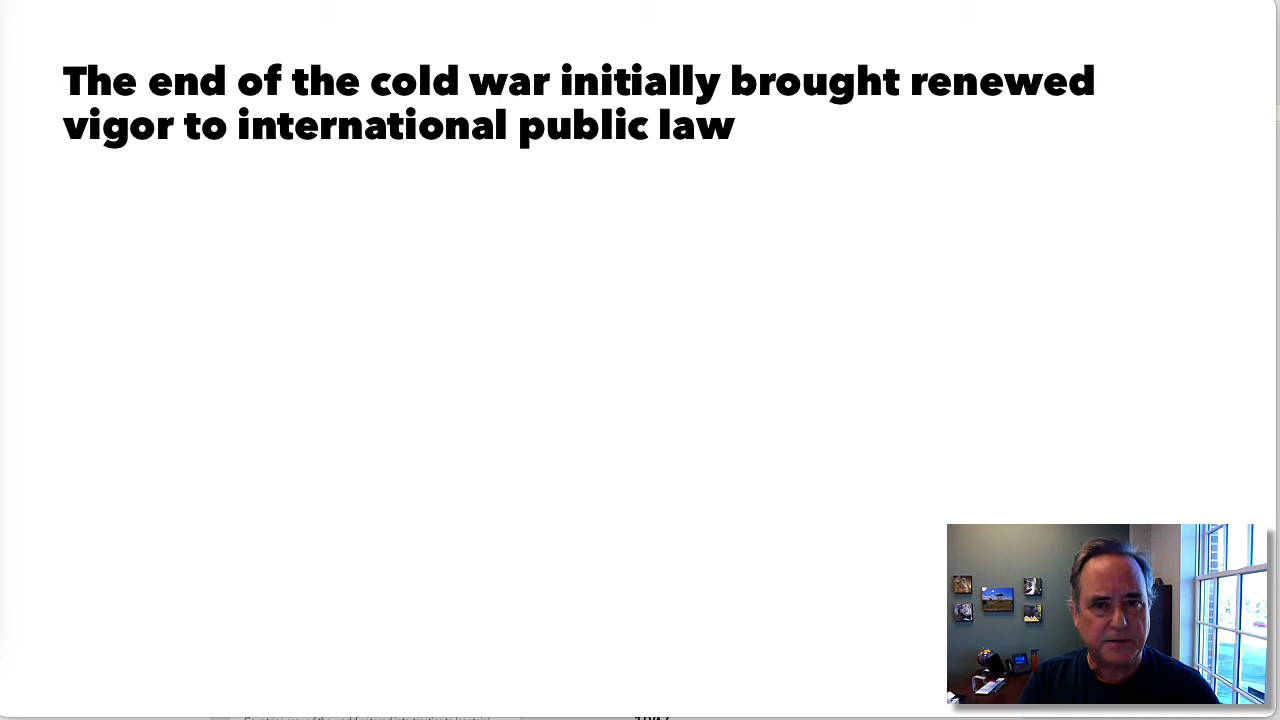 The end of the cold war initially brought renewed
vigor to international public law